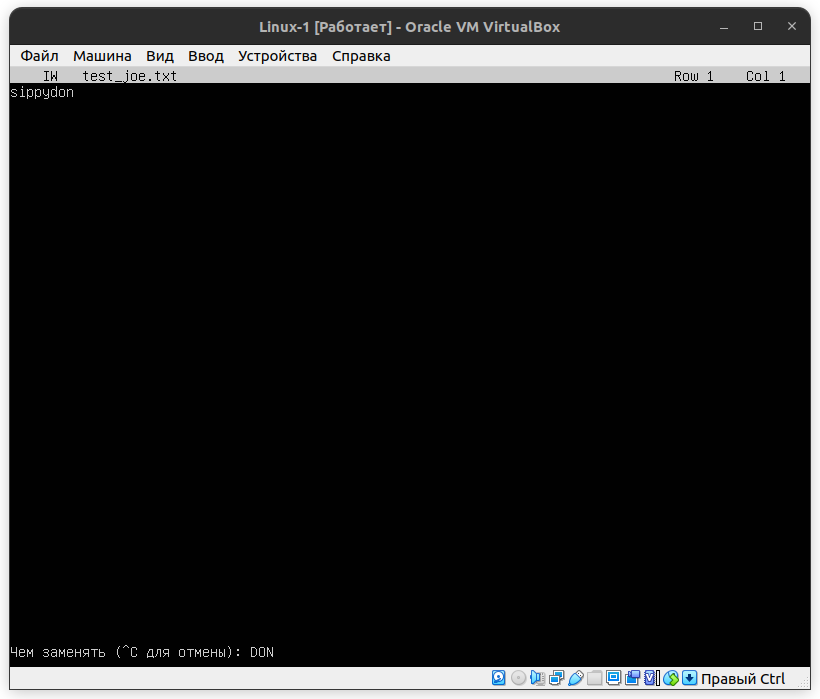 Linux-1 [Работает] - Oracle VM VirtualBox
Файл Машина Вид Ввод Устройства Справка
IW test_joe.txt Row 1 Col 1
sippydon
Чем заменять (^C для отмены): DON
Правый Ctrl